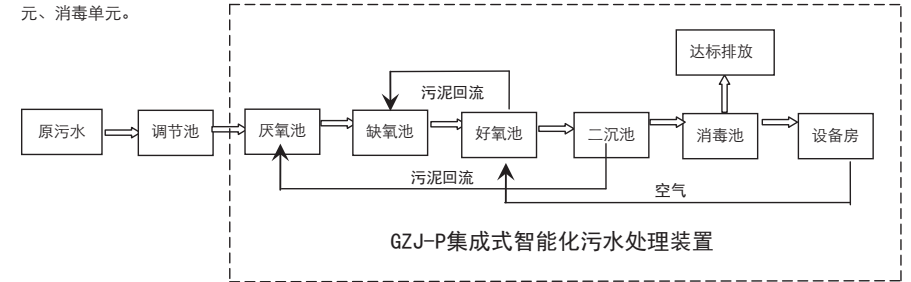 元、消毒单元。
达标排放
污泥回流
原污水
调节池
厌氧池
缺氧池
好氧池
二沉池
消毒池
设备房
污泥回流
空气
GZJ-P集成式智能化污水处理装置